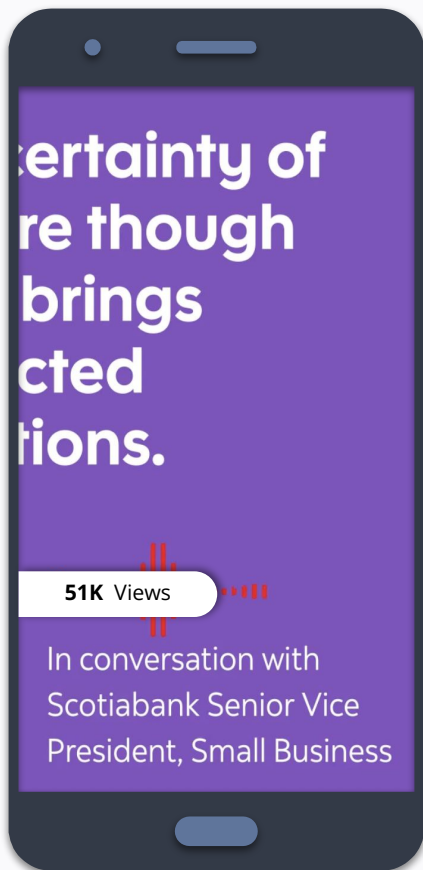 certainty of
re though
brings
cted
tions.
51K Views
In conversation with
Scotiabank Senior Vice
President, Small Business